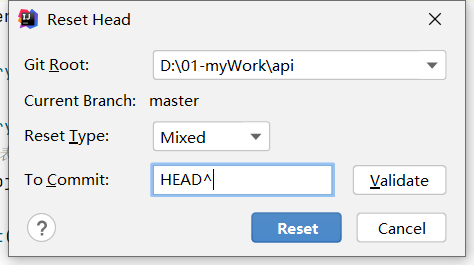 Reset Head
Git Root: D:\01-myWork\api
Current Branch: master
Reset Type: Mixed
To Commit: HEAD^ Validate
? Reset Cancel